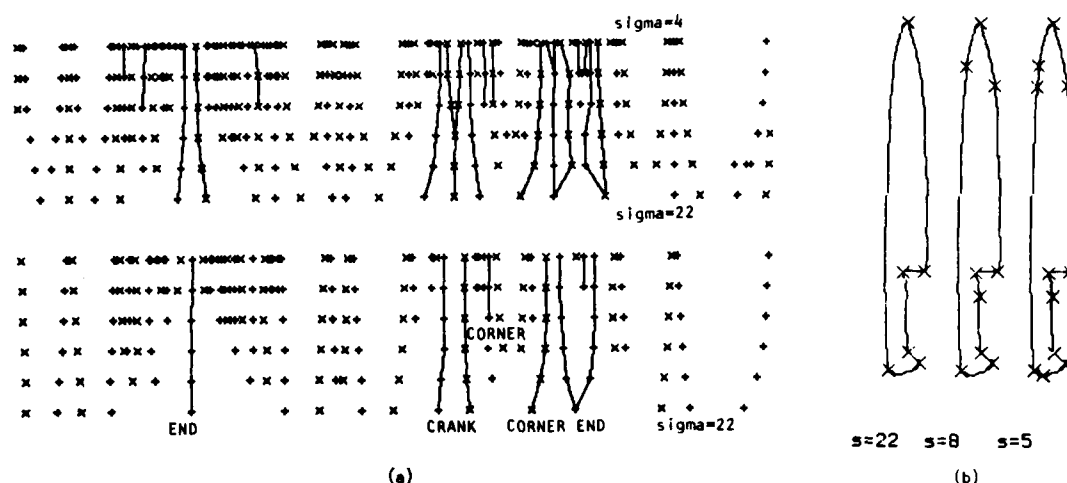 sigma=4
sigma=22
CORNER
END CRANK CORNER END sigma=22
(a)
s=22 s=8 s=5
(b)